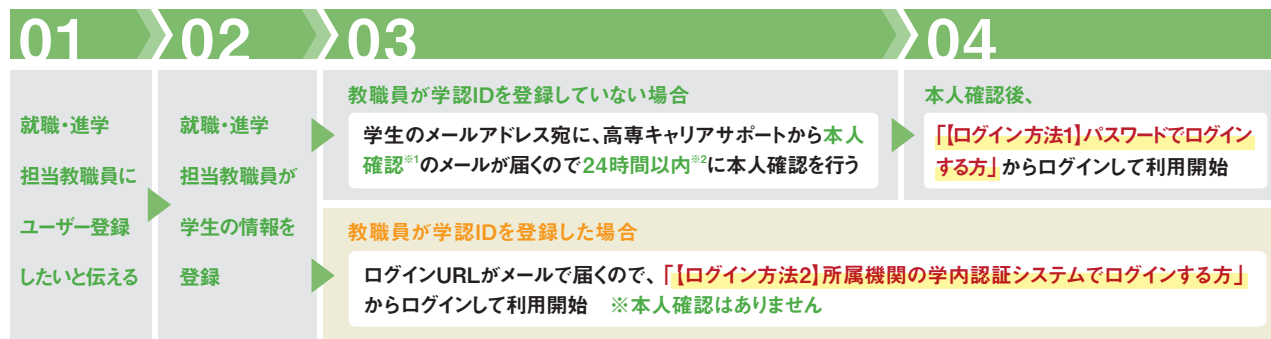 01
02
03
04
就職・進学
担当教職員に
ユーザー登録
したいと伝える
就職・進学
担当教職員が
学生の情報を
登録
教職員が学認IDを登録していない場合
学生のメールアドレス宛に、高専キャリアサポートから本人
確認※1のメールが届くので24時間以内※2に本人確認を行う
本人確認後、
「【ログイン方法1】パスワードでログイン
する方」からログインして利用開始
教職員が学認IDを登録した場合
ログインURLがメールで届くので、「【ログイン方法2】所属機関の学内認証システムでログインする方」
からログインして利用開始　※本人確認はありません